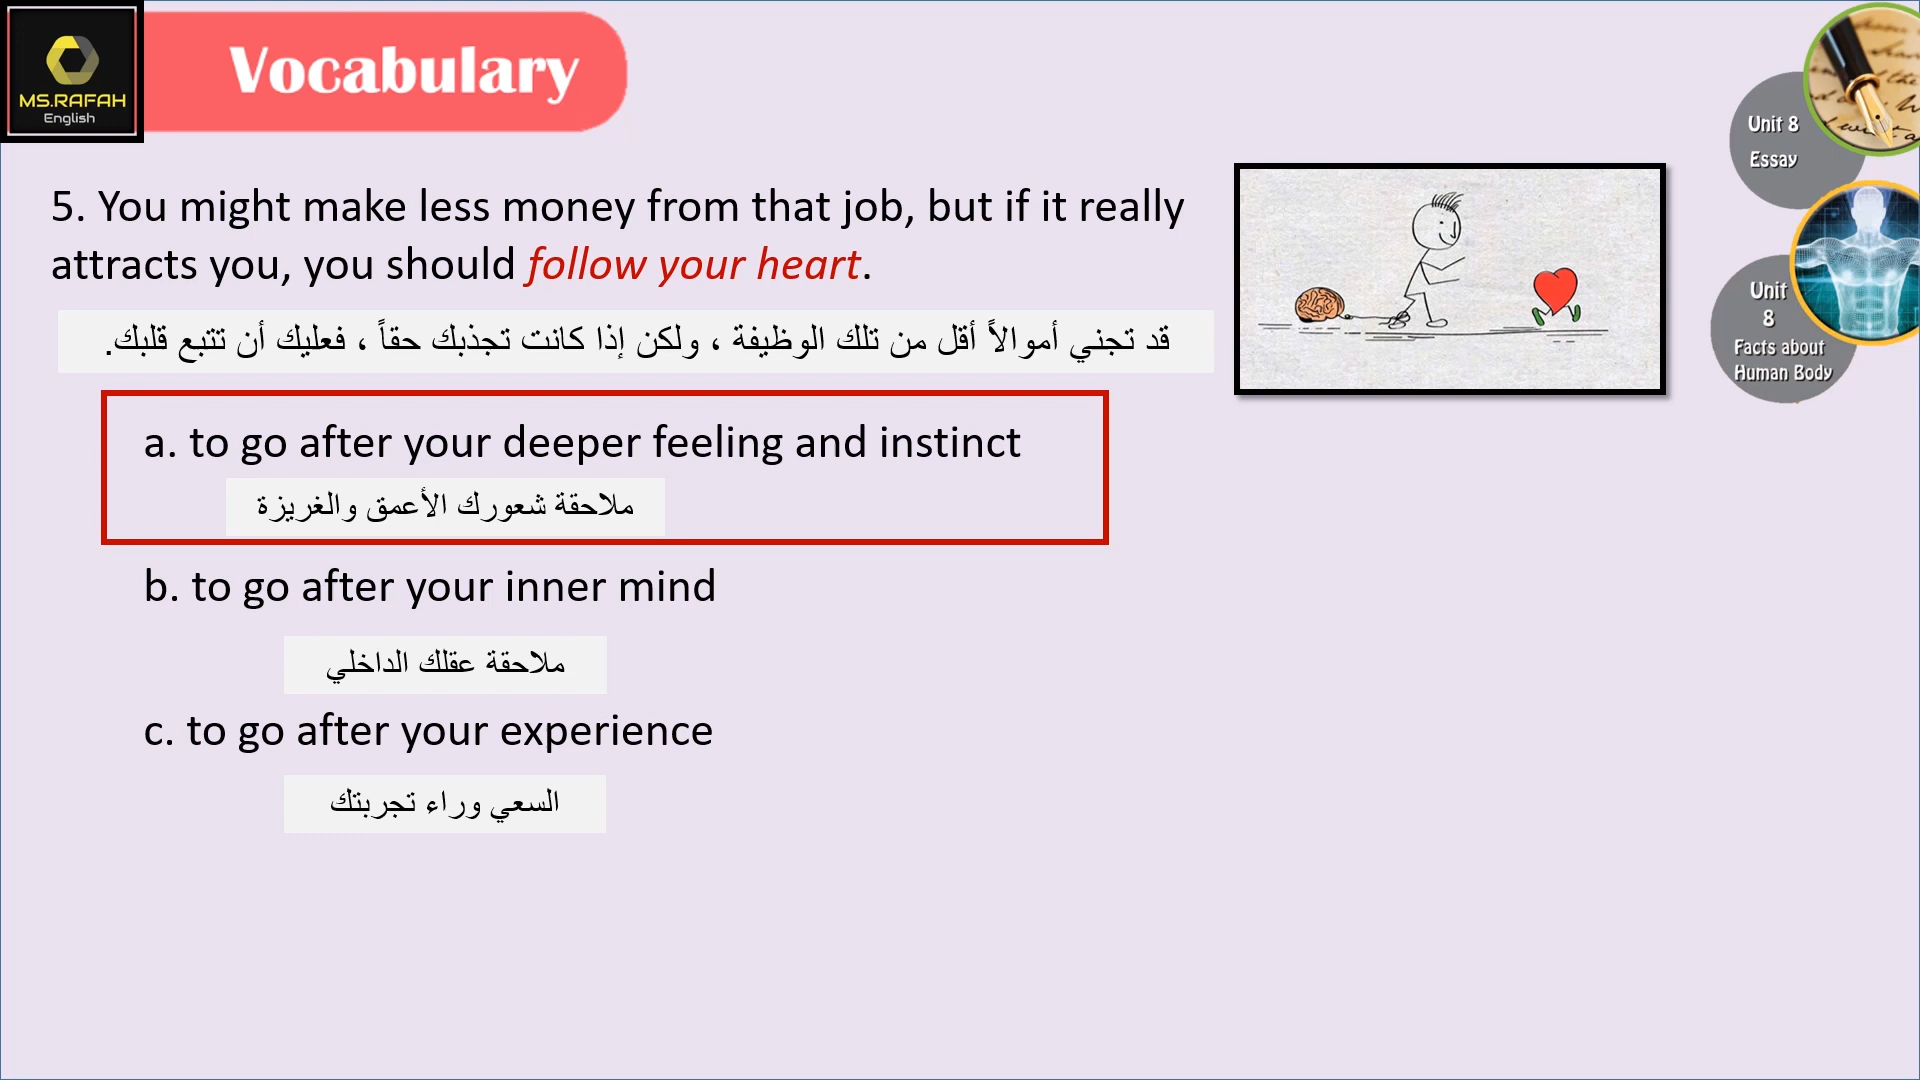 MS.RAFAH
English
Vocabulary
Unit 8
Essay
Unit
8
Facts about
Human Body
5. You might make less money from that job, but if it really
attracts you, you should follow your heart.
قد تجني أموالاً أقل من تلك الوظيفة ، ولكن إذا كانت تجذبك حقاً ، فعليك أن تتبع قلبك.
a. to go after your deeper feeling and instinct
ملاحقة شعورك الأعمق والغريزة
b. to go after your inner mind
ملاحقة عقلك الداخلي
c. to go after your experience
السعي وراء تجربتك